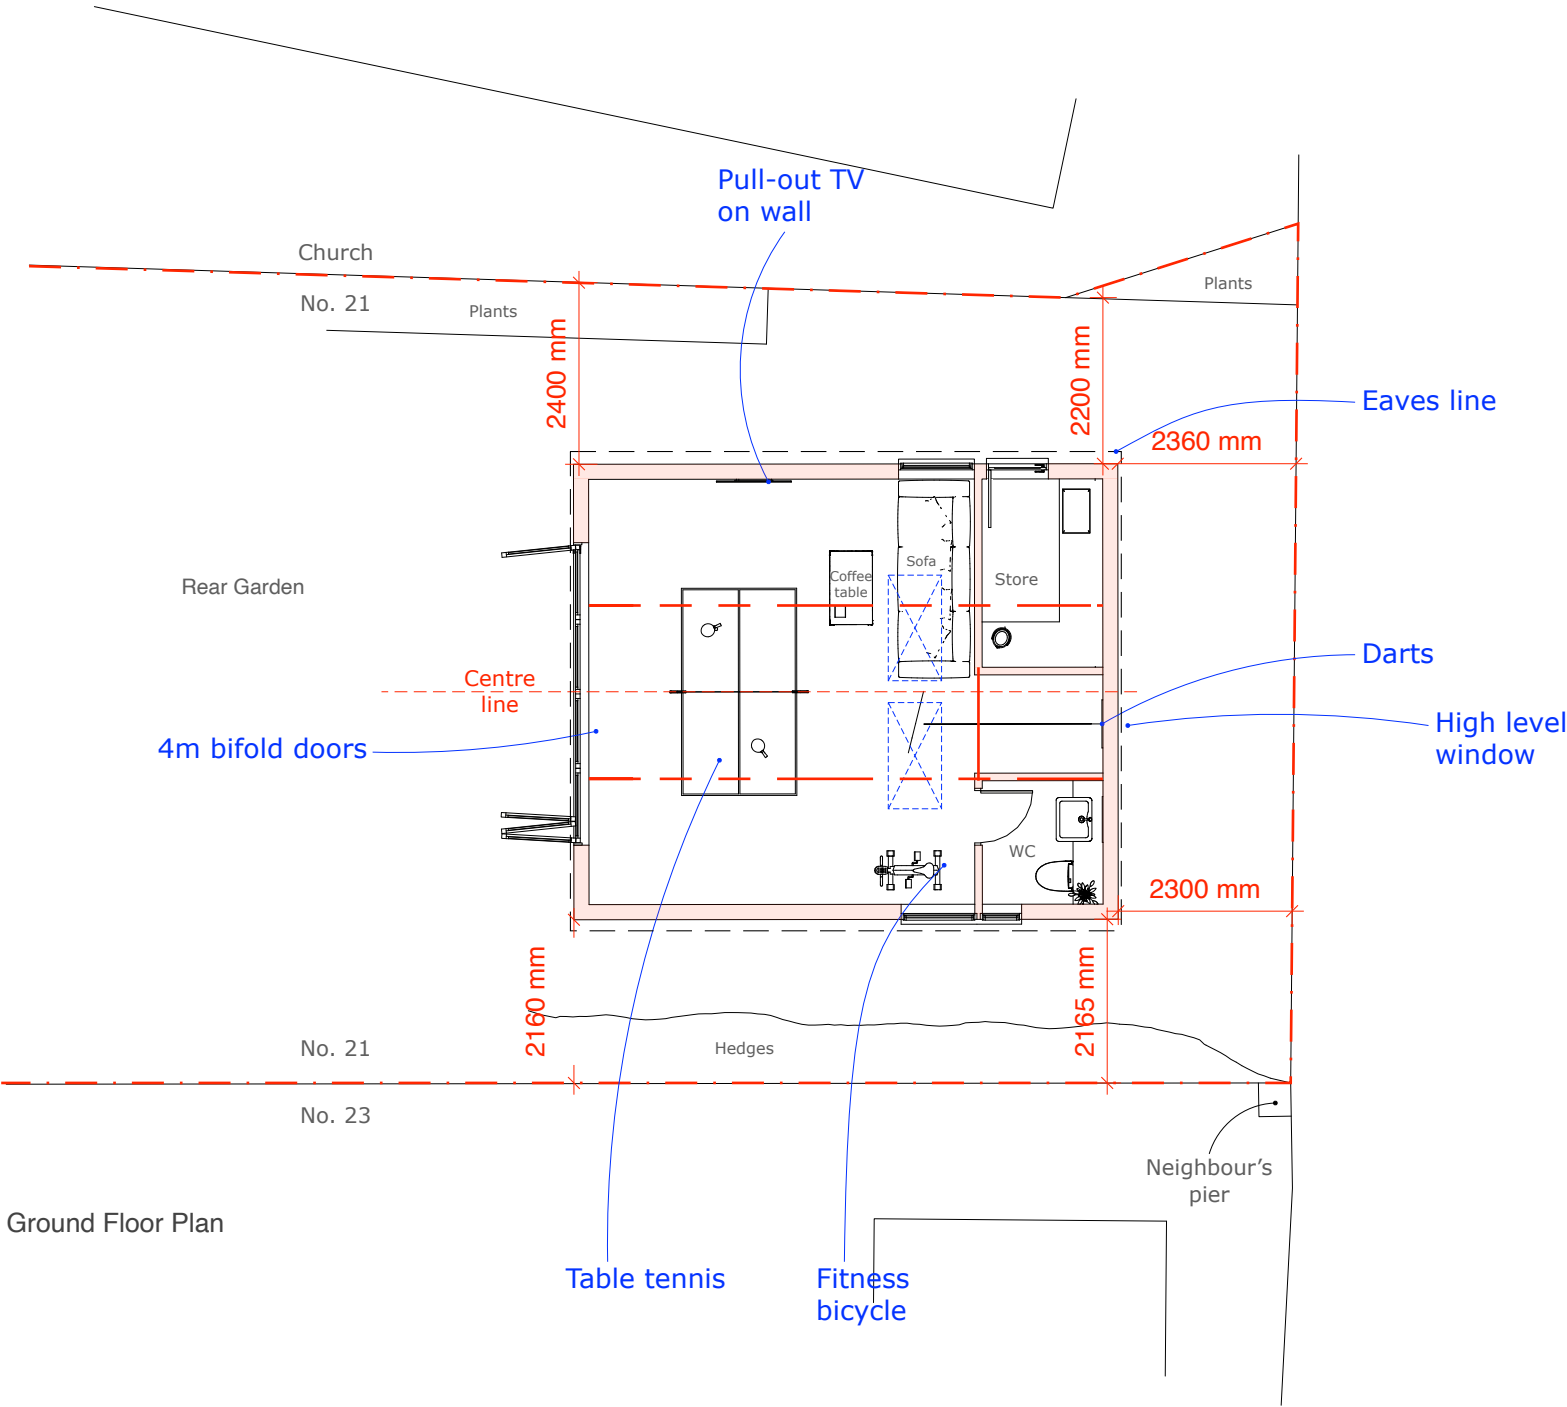 Pull-out TV
on wall
Church
No. 21
Plants
Plants
2400 mm
2200 mm
Eaves line
2360 mm
Rear Garden
Sofa
Coffee
table
Store
Centre
line
Darts
4m bifold doors
High level
window
WC
2300 mm
2160 mm
2165 mm
No. 21
Hedges
No. 23
Neighbour’s
pier
Ground Floor Plan
Table tennis
Fitness
bicycle